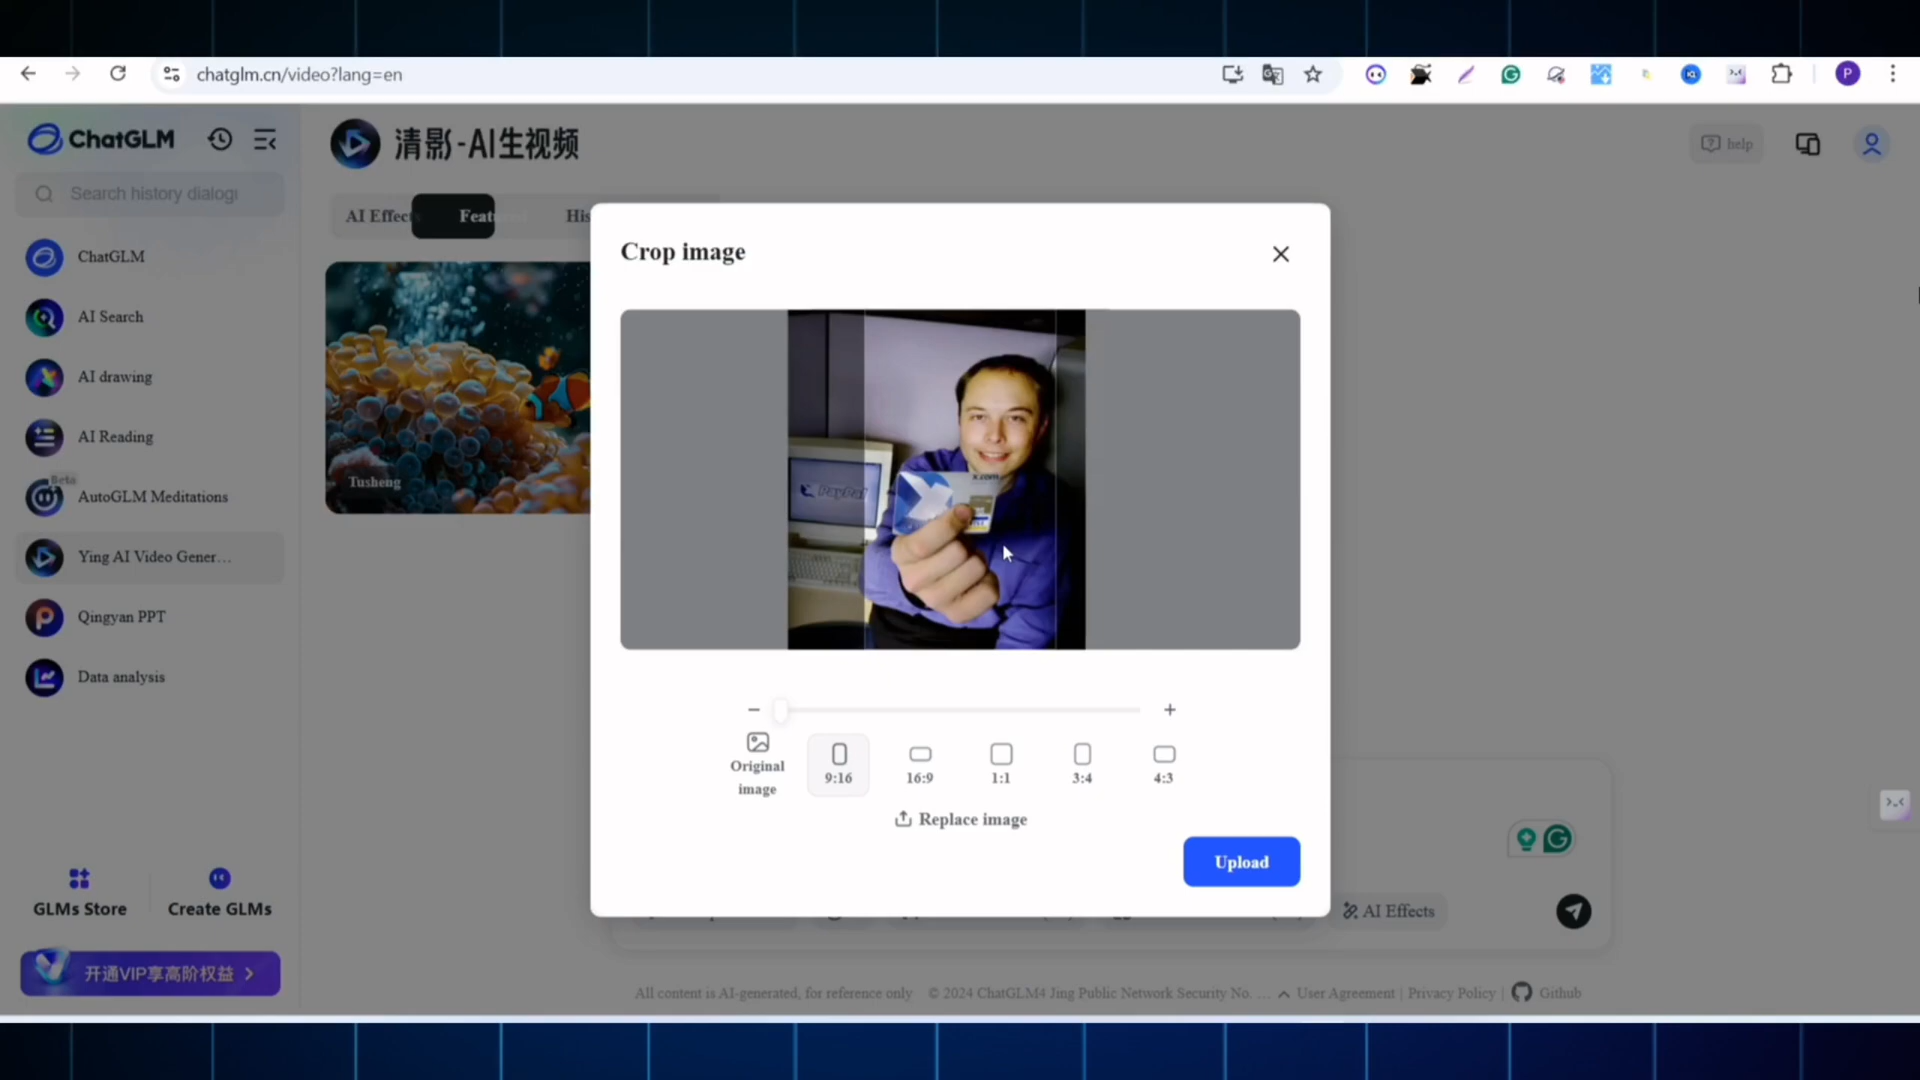 chatglm.cn/video?lang=en
P
ChatGLM
清影-AI生视频
help
Search history dialog
AI Effec
Featured
His
ChatGLM
Crop image
AI Search
AI drawing
AI Reading
x.com
Tusheng
PayPal
Beta
AutoGLM Meditations
Ying AI Video Gener...
Qingyan PPT
Data analysis
Original
image
9:16
16:9
1:1
3:4
4:3
Replace image
Upload
GLMs Store
Create GLMs
AI Effects
开通VIP享高阶权益
All content is AI-generated, for reference only © 2024 ChatGLM4 Jing Public Network Security No. ... User Agreement | Privacy Policy | Github